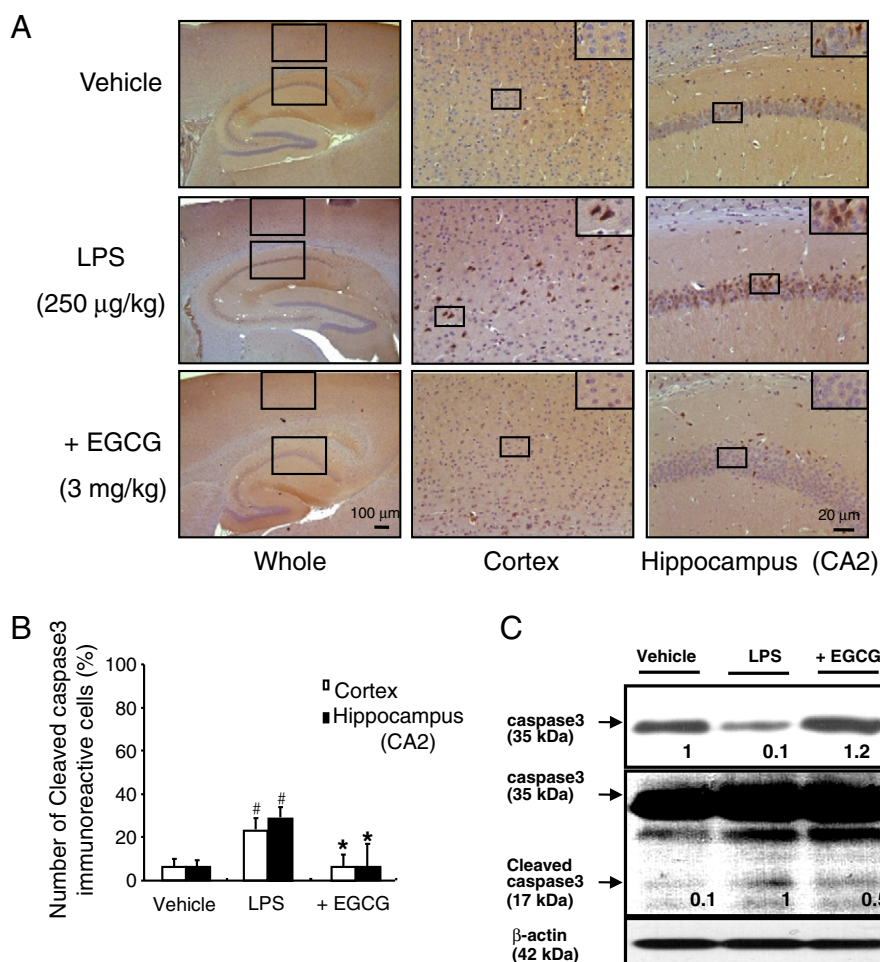 A
Vehicle
LPS
(250 μg/kg)
+ EGCG
(3 mg/kg)
100 μm
20 μm
Whole
Cortex
Hippocampus (CA2)
B
Number of Cleaved caspase3
immunoreactive cells (%)
100
80
60
40
20
0
Cortex
Hippocampus
(CA2)
# #
* *
Vehicle
LPS
+ EGCG
C
Vehicle
LPS
+ EGCG
caspase3
(35 kDa)
1
0.1
1.2
caspase3
(35 kDa)
Cleaved
caspase3
(17 kDa)
0.1
1
0.5
β-actin
(42 kDa)